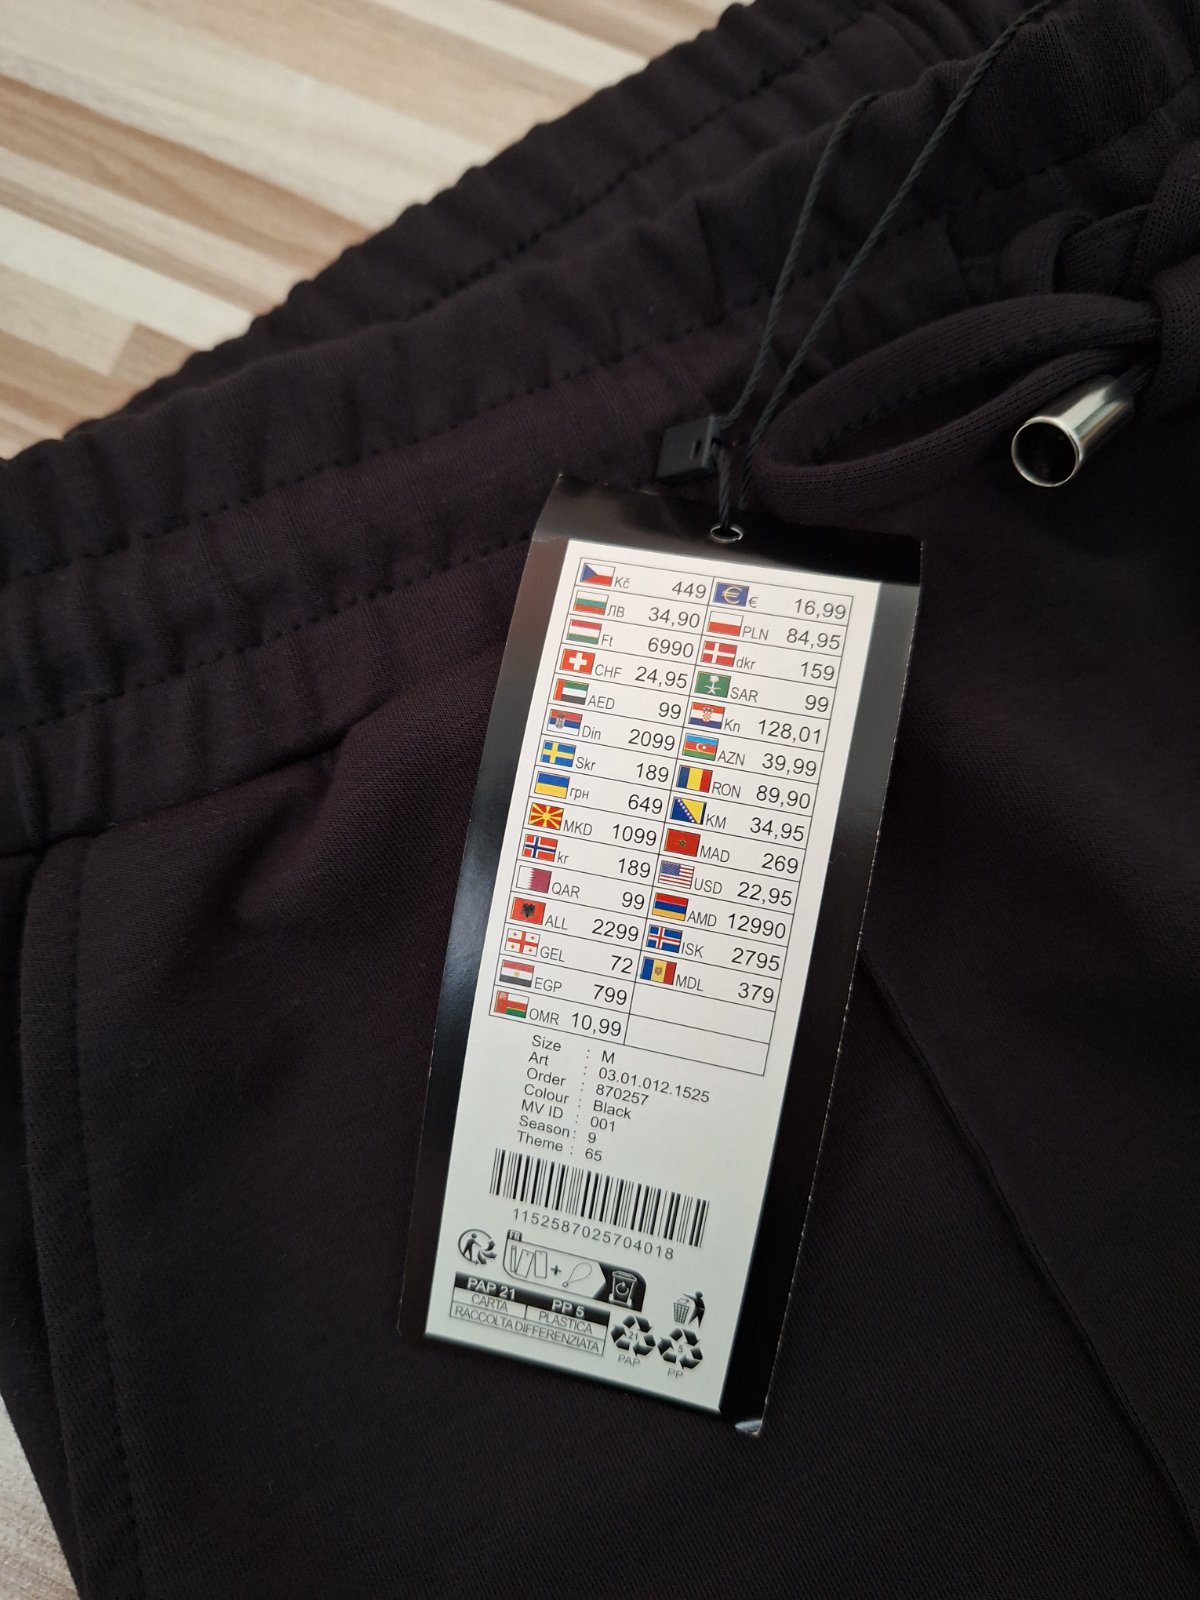 Kč 449 € 16,99
ЛВ 34,90 PLN 84,95
Ft 6990 dkr 159
CHF 24,95 SAR 99
AED 99 Kn 128,01
Din 2099 AZN 39,99
Skr 189 RON 89,90
грн 649 KM 34,95
MKD 1099 MAD 269
kr 189 USD 22,95
QAR 99 AMD 12990
ALL 2299 ISK 2795
GEL 72 MDL 379
EGP 799
OMR 10,99
Size : M
Art : 03.01.012.1525
Order : 870257
Colour : Black
MV ID : 001
Season : 9
Theme : 65
1152587025704018
FR
+
PAP 21 PP 5
CARTA PLASTICA
RACCOLTA DIFFERENZIATA
21 5
PAP PP